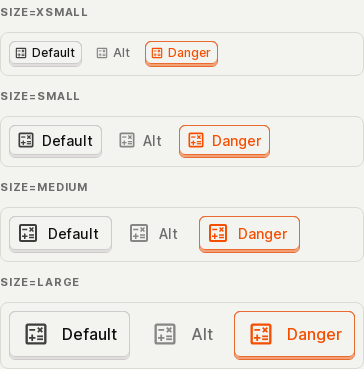 SIZE=XSMALL
Default Alt Danger
SIZE=SMALL
Default Alt Danger
SIZE=MEDIUM
Default Alt Danger
SIZE=LARGE
Default Alt Danger